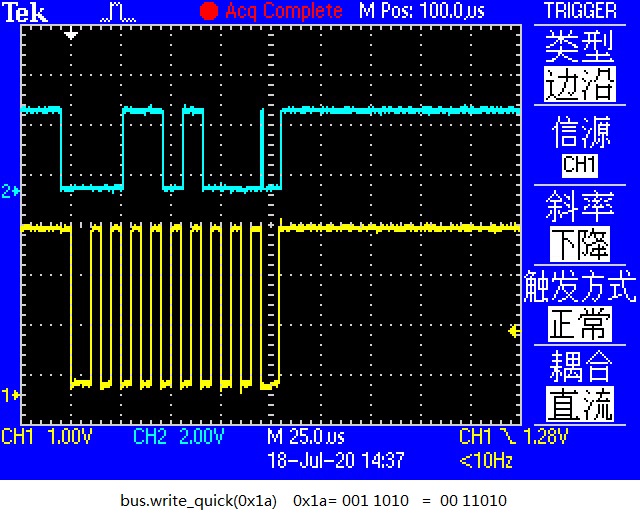 Tek Acq Complete M Pos: 100.0µs TRIGGER
类型
边沿
信源
CH1
斜率
下降
触发方式
正常
耦合
直流
2
1
CH1 1.00V CH2 2.00V M 25.0µs CH1 1.28V
18-Jul-20 14:37 <10Hz
bus.write_quick(0x1a) 0x1a= 001 1010 = 00 11010